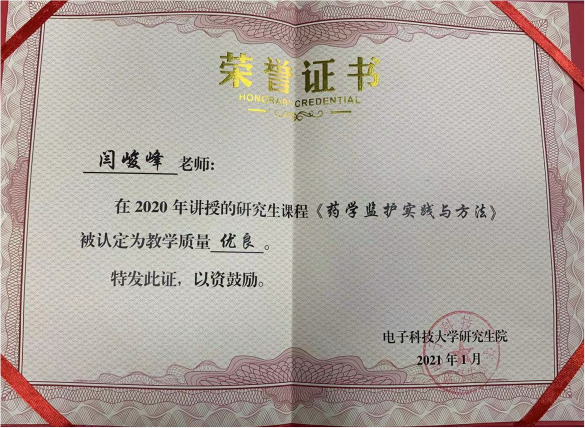 荣誉证书
HONORARY CREDENTIAL
闫峻峰 老师:
在 2020 年讲授的研究生课程《药学监护实践与方法》
被认定为教学质量 优良 。
特发此证,以资鼓励。
电子科技大学研究生院
2021 年 1 月